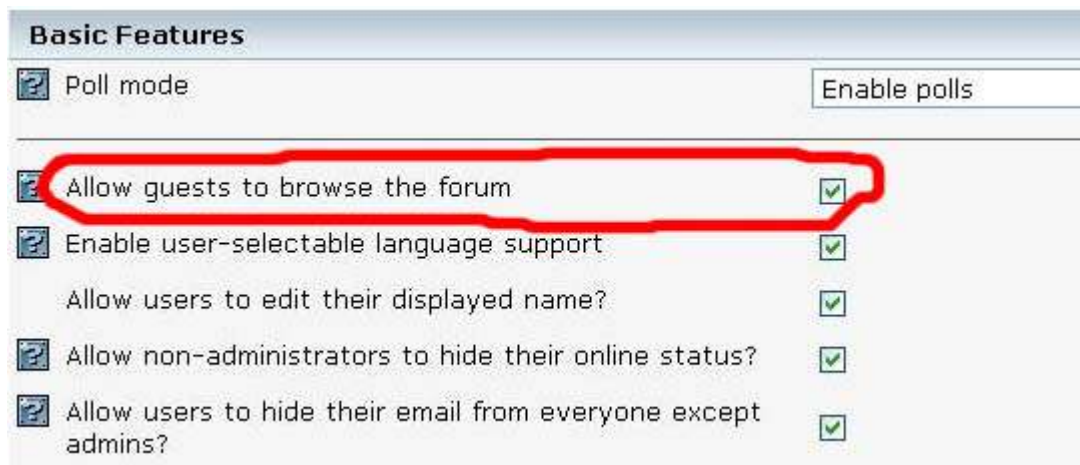 Basic Features
Poll mode
Enable polls
Allow guests to browse the forum
Enable user-selectable language support
Allow users to edit their displayed name?
Allow non-administrators to hide their online status?
Allow users to hide their email from everyone except
admins?